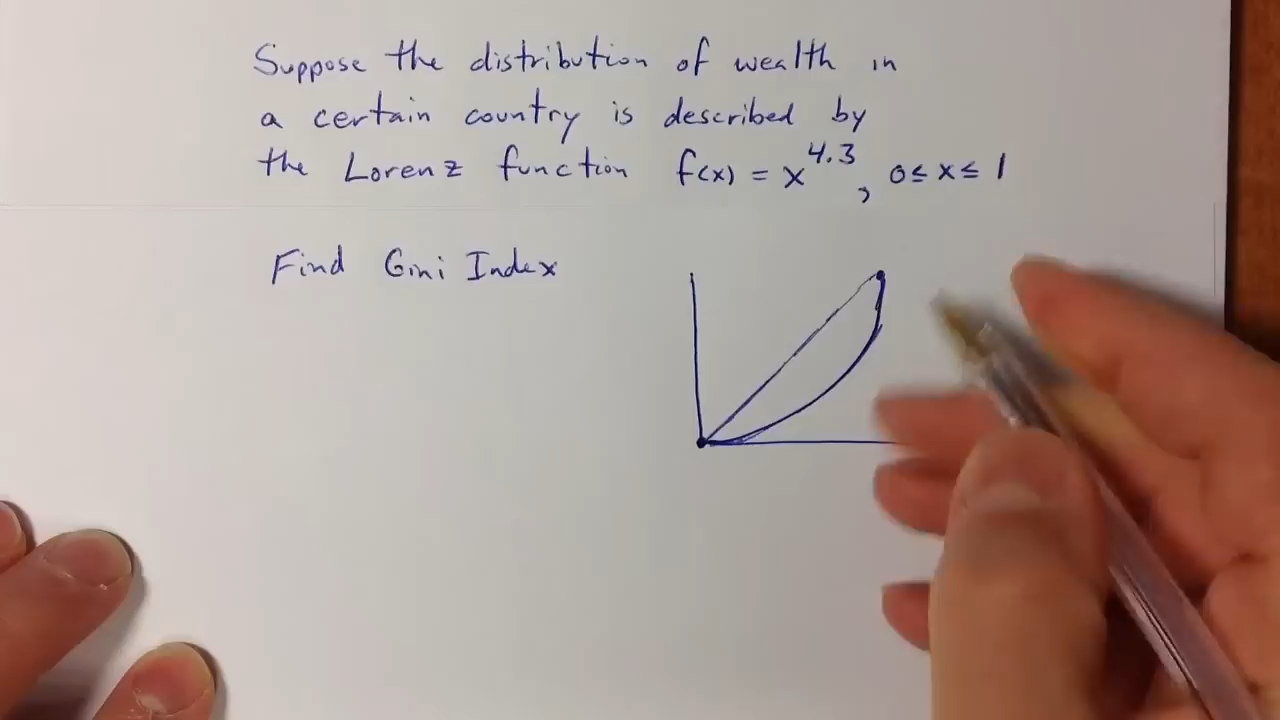 Suppose the distribution of wealth in
a certain country is described by
the Lorenz function f(x) = x^4.3, 0≤ x ≤ 1
Find Gini Index